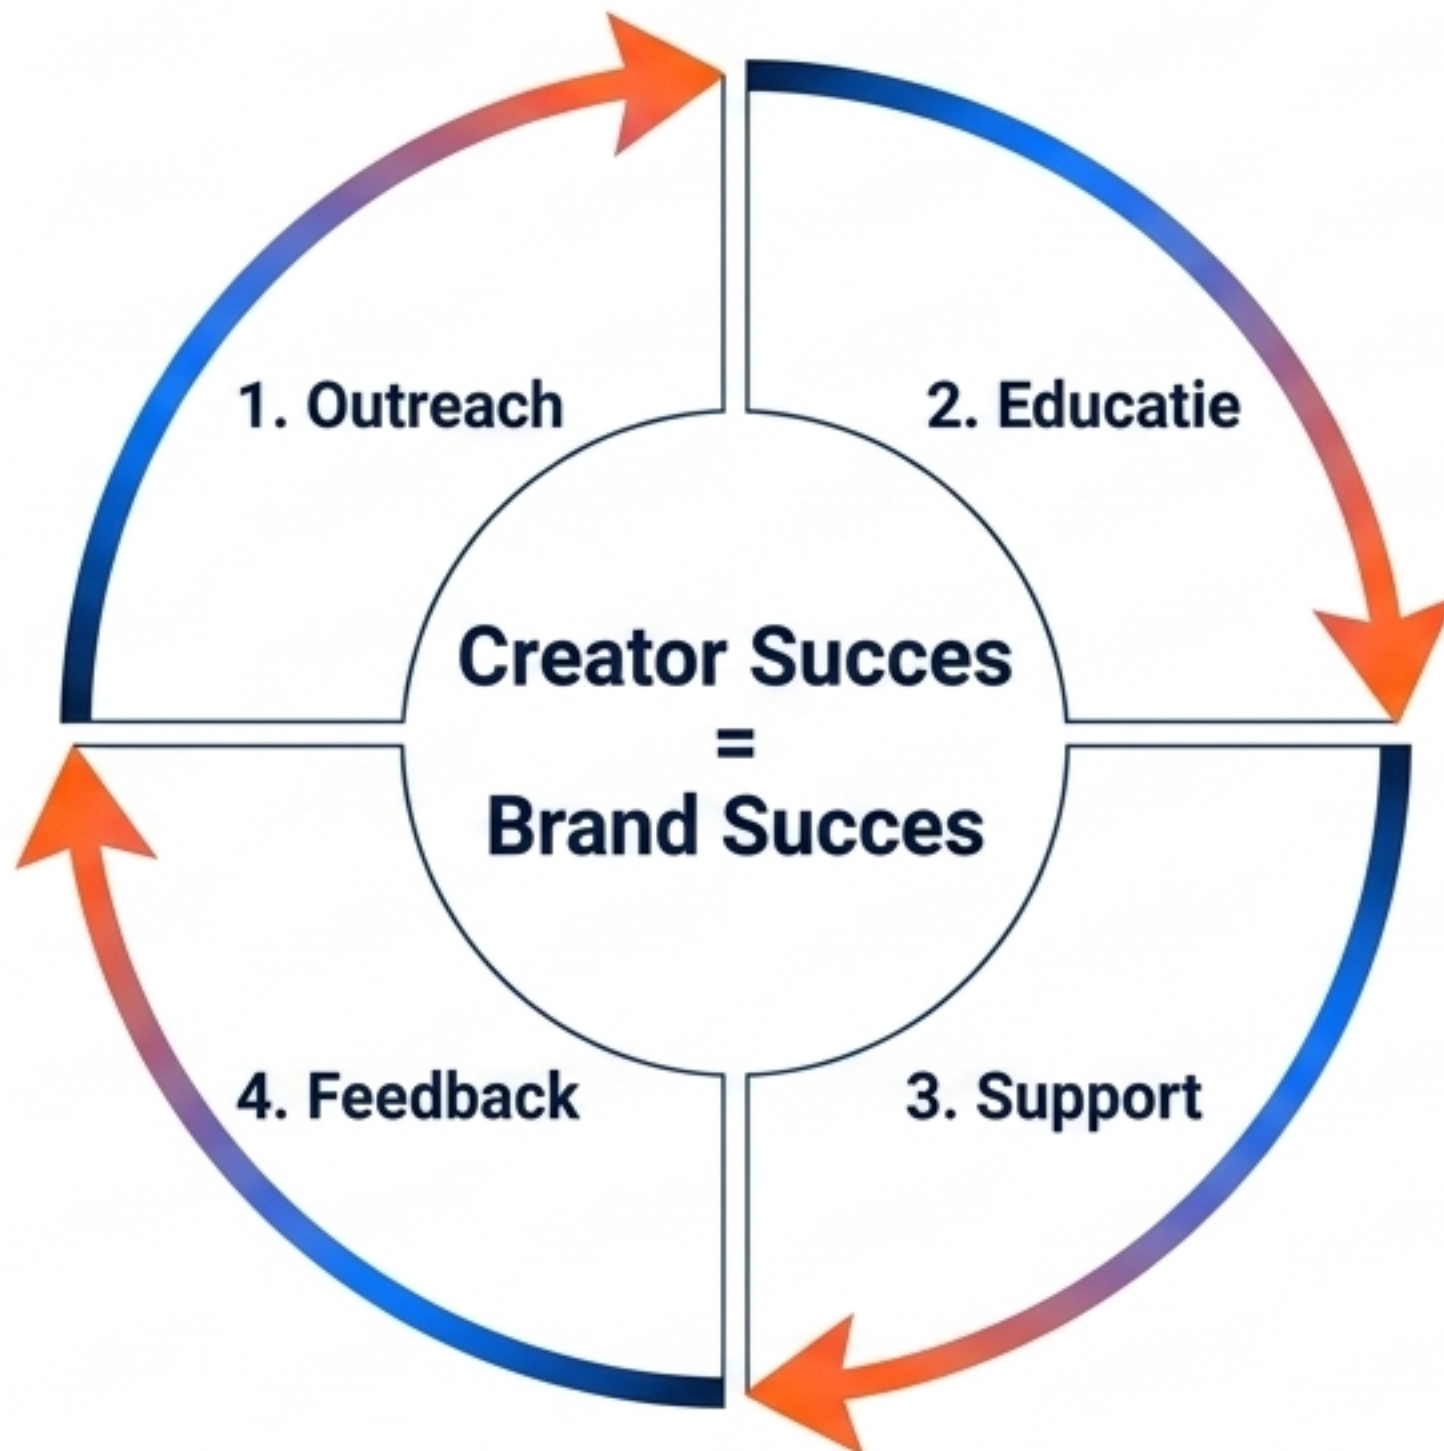 1. Outreach
2. Educatie
Creator Succes
=
Brand Succes
4. Feedback
3. Support